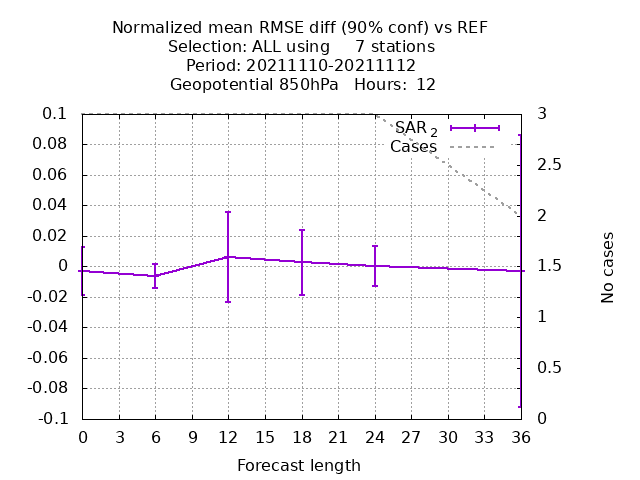 Normalized mean RMSE diff (90% conf) vs REF
Selection: ALL using 7 stations
Period: 20211110-20211112
Geopotential 850hPa Hours: 12
SAR 2
Cases
0.1
0.08
0.06
0.04
0.02
0
-0.02
-0.04
-0.06
-0.08
-0.1
3
2.5
2
1.5
1
0.5
0
No cases
0 3 6 9 12 15 18 21 24 27 30 33 36
Forecast length